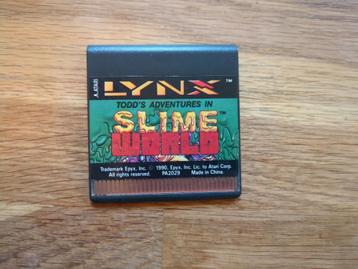 ATARI
LYNX™
TODD'S ADVENTURES IN
SLIME
WORLD
Trademark Epyx, Inc. © 1990, Epyx, Inc. Lic. to Atari Corp.
All rights reserved. PA2029 Made in China.